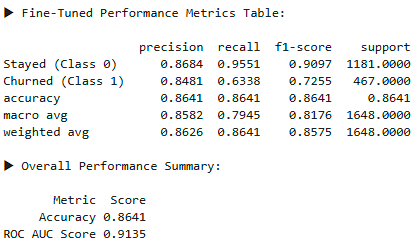 ▶ Fine-Tuned Performance Metrics Table:
precision recall f1-score support
Stayed (Class 0) 0.8684 0.9551 0.9097 1181.0000
Churned (Class 1) 0.8481 0.6338 0.7255 467.0000
accuracy 0.8641 0.8641 0.8641 0.8641
macro avg 0.8582 0.7945 0.8176 1648.0000
weighted avg 0.8626 0.8641 0.8575 1648.0000
▶ Overall Performance Summary:
Metric Score
Accuracy 0.8641
ROC AUC Score 0.9135